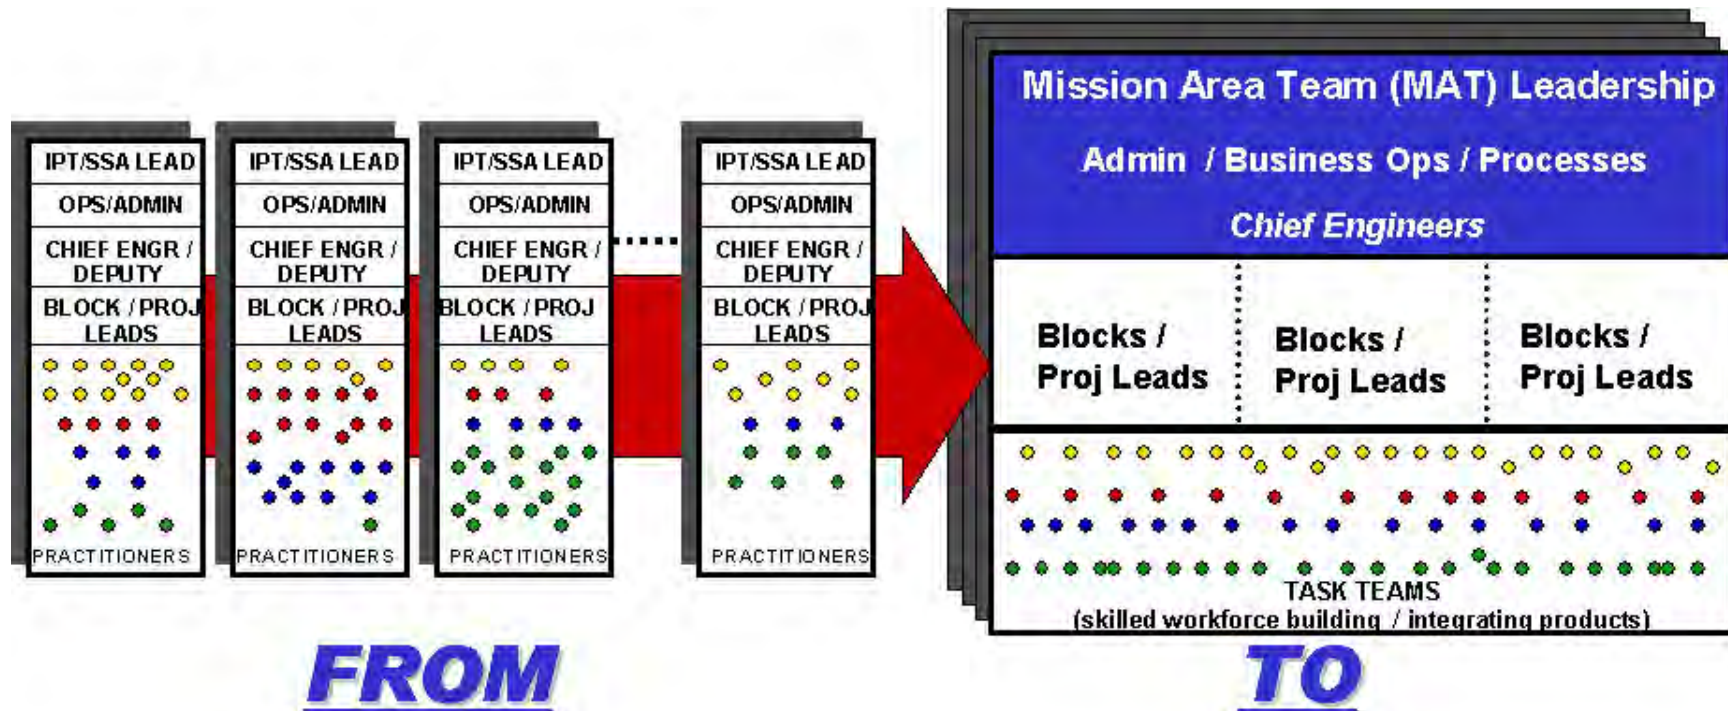 IPT/SSA LEAD
OPS/ADMIN
CHIEF ENGR /
DEPUTY
BLOCK / PROJ
LEADS
PRACTITIONERS
IPT/SSA LEAD
OPS/ADMIN
CHIEF ENGR /
DEPUTY
BLOCK / PROJ
LEADS
PRACTITIONERS
IPT/SSA LEAD
OPS/ADMIN
CHIEF ENGR /
DEPUTY
BLOCK / PROJ
LEADS
PRACTITIONERS
IPT/SSA LEAD
OPS/ADMIN
CHIEF ENGR /
DEPUTY
BLOCK / PROJ
LEADS
PRACTITIONERS
FROM
Mission Area Team (MAT) Leadership
Admin / Business Ops / Processes
Chief Engineers
Blocks /
Proj Leads
Blocks /
Proj Leads
Blocks /
Proj Leads
TASK TEAMS
(skilled workforce building / integrating products)
TO